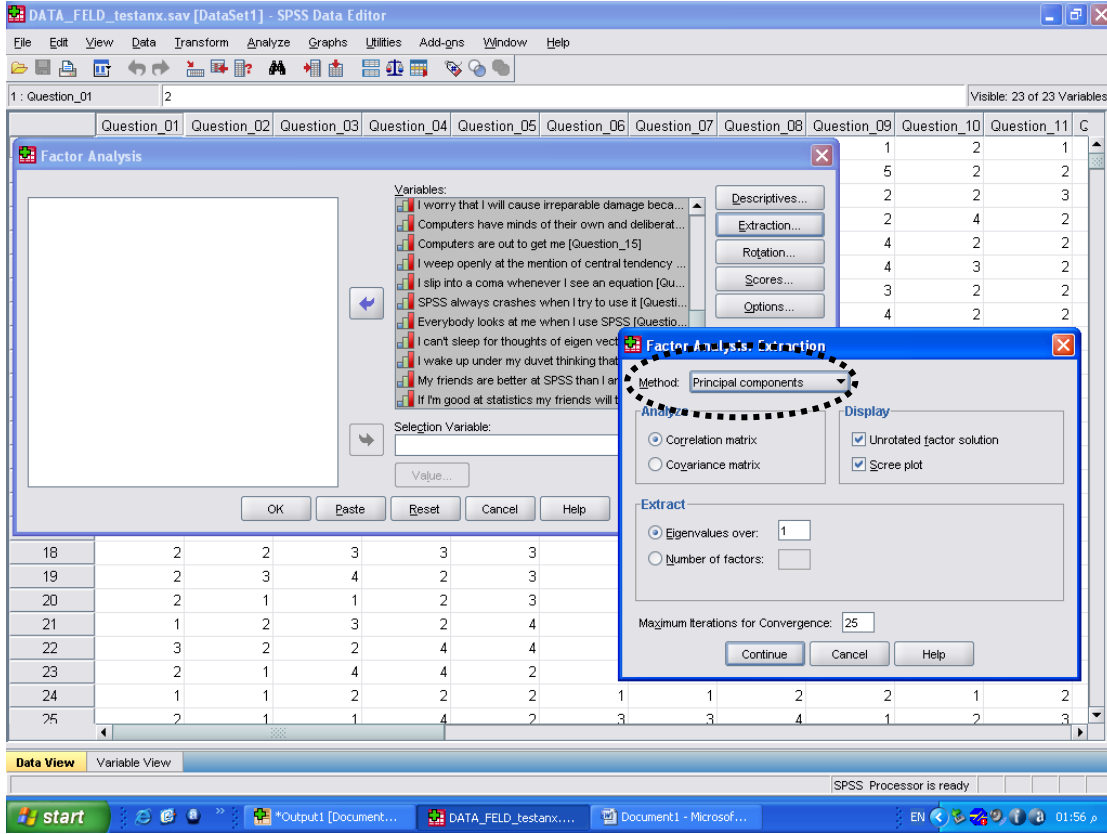 DATA_FELD_testanx.sav [DataSet1] - SPSS Data Editor
File Edit View Data Transform Analyze Graphs Utilities Add-ons Window Help
1 : Question_01 2 Visible: 23 of 23 Variables
Question_01 Question_02 Question_03 Question_04 Question_05 Question_06 Question_07 Question_08 Question_09 Question_10 Question_11
1 2 1
5 2 2
2 2 3
2 4 2
4 2 2
4 3 2
3 2 2
4 2 2
Factor Analysis
Variables:
I worry that I will cause irreparable damage beca...
Computers have minds of their own and deliberat...
Computers are out to get me [Question_15]
I weep openly at the mention of central tendency ...
I slip into a coma whenever I see an equation [Qu...
SPSS always crashes when I try to use it [Questi...
Everybody looks at me when I use SPSS [Questio...
I can't sleep for thoughts of eigen vect
I wake up under my duvet thinking that
My friends are better at SPSS than I am
If I'm good at statistics my friends will t
Selection Variable:
Value...
Descriptives...
Extraction...
Rotation...
Scores...
Options...
OK Paste Reset Cancel Help
Factor Analysis: Extraction
Method: Principal components
Analyze
Correlation matrix
Covariance matrix
Display
Unrotated factor solution
Scree plot
Extract
Eigenvalues over: 1
Number of factors:
Maximum Iterations for Convergence: 25
Continue Cancel Help
18 2 2 3 3 3
19 2 3 4 2 3
20 2 1 1 2 3
21 1 2 3 2 4
22 3 2 2 4 4
23 2 1 4 4 2
24 1 1 2 2 2 1 1 2 2 1 2
25 2 1 1 4 2 3 3 4 1 2 3
Data View Variable View
SPSS Processor is ready
start *Output1 [Document... DATA_FELD_testanx.... Document1 - Microsof... EN 01:56 م